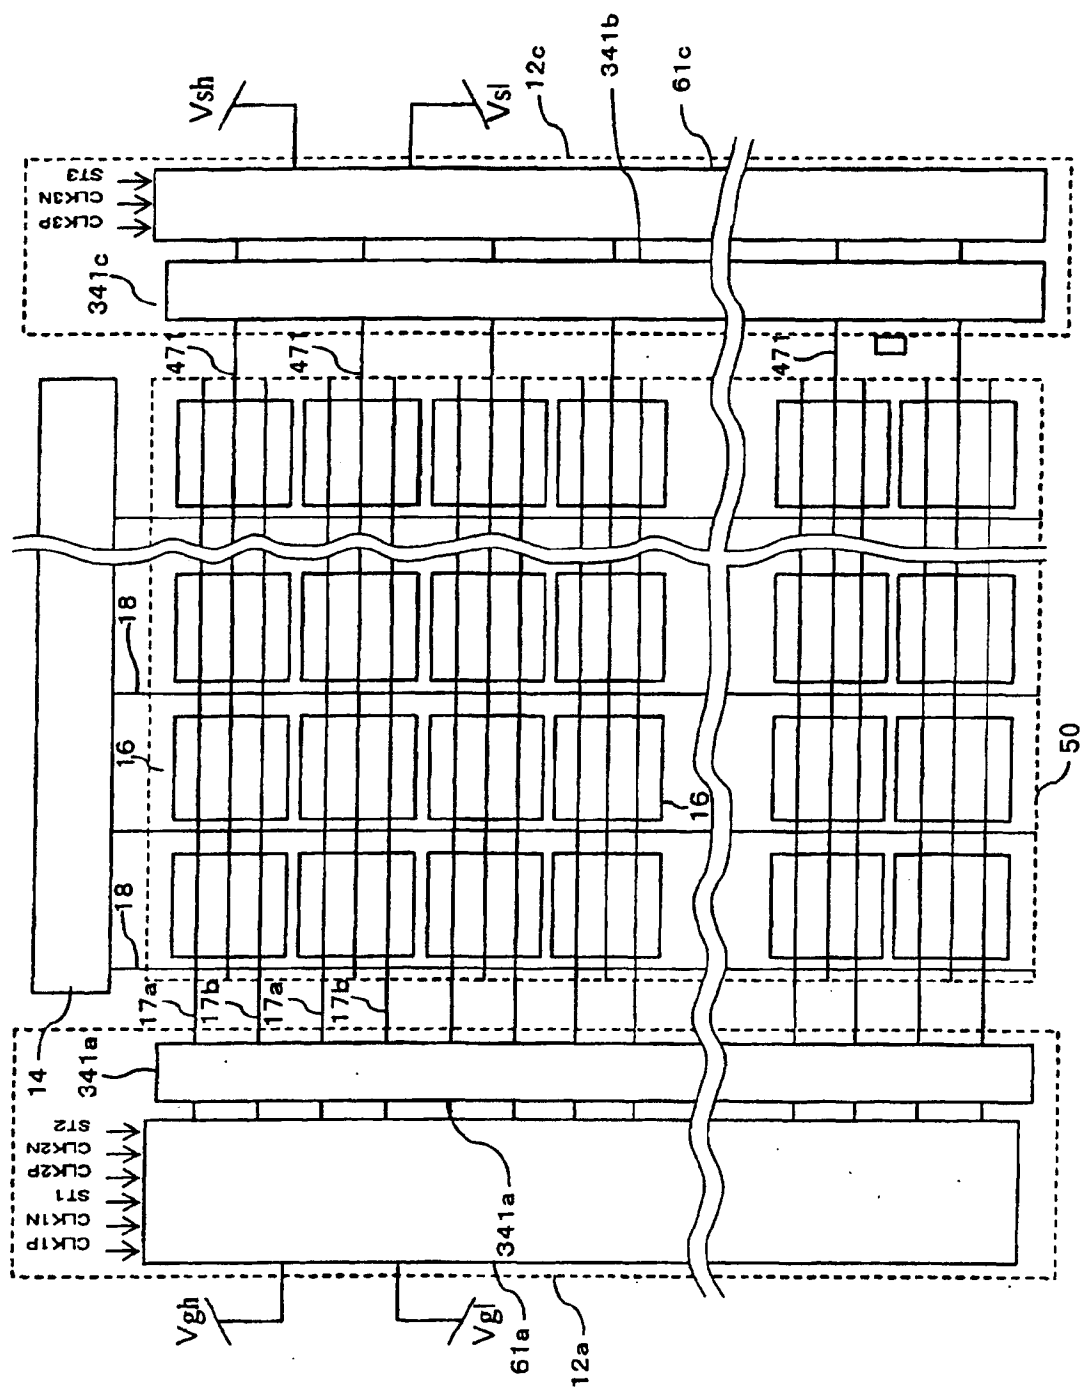 Vsh
Vsl
12c
341b
61c
ST3
CLK3N
CLK3P
341c
471
471
471
18
16
16
50
18
17a
17b
17a
17b
14
341a
ST2
CLK2N
CLK2P
ST1
CLK1N
CLK1P
341a
Vgh
Vgl
61a
12a